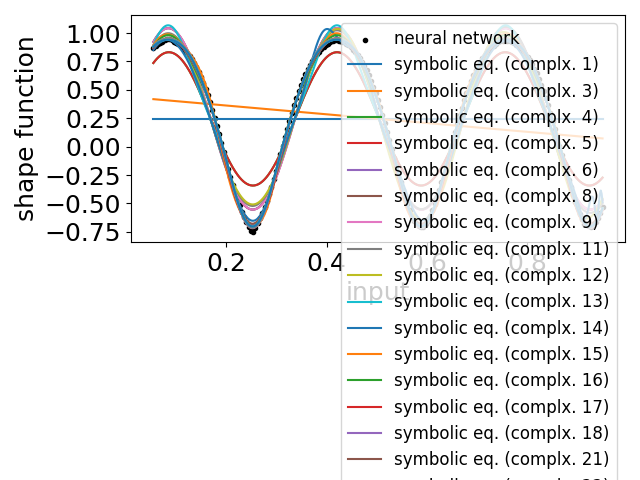 1.00
0.75
0.50
0.25
0.00
−0.25
−0.50
−0.75
shape function
0.2
0.4
0.6
0.8
input
neural network
symbolic eq. (complx. 1)
symbolic eq. (complx. 3)
symbolic eq. (complx. 4)
symbolic eq. (complx. 5)
symbolic eq. (complx. 6)
symbolic eq. (complx. 8)
symbolic eq. (complx. 9)
symbolic eq. (complx. 11)
symbolic eq. (complx. 12)
symbolic eq. (complx. 13)
symbolic eq. (complx. 14)
symbolic eq. (complx. 15)
symbolic eq. (complx. 16)
symbolic eq. (complx. 17)
symbolic eq. (complx. 18)
symbolic eq. (complx. 21)